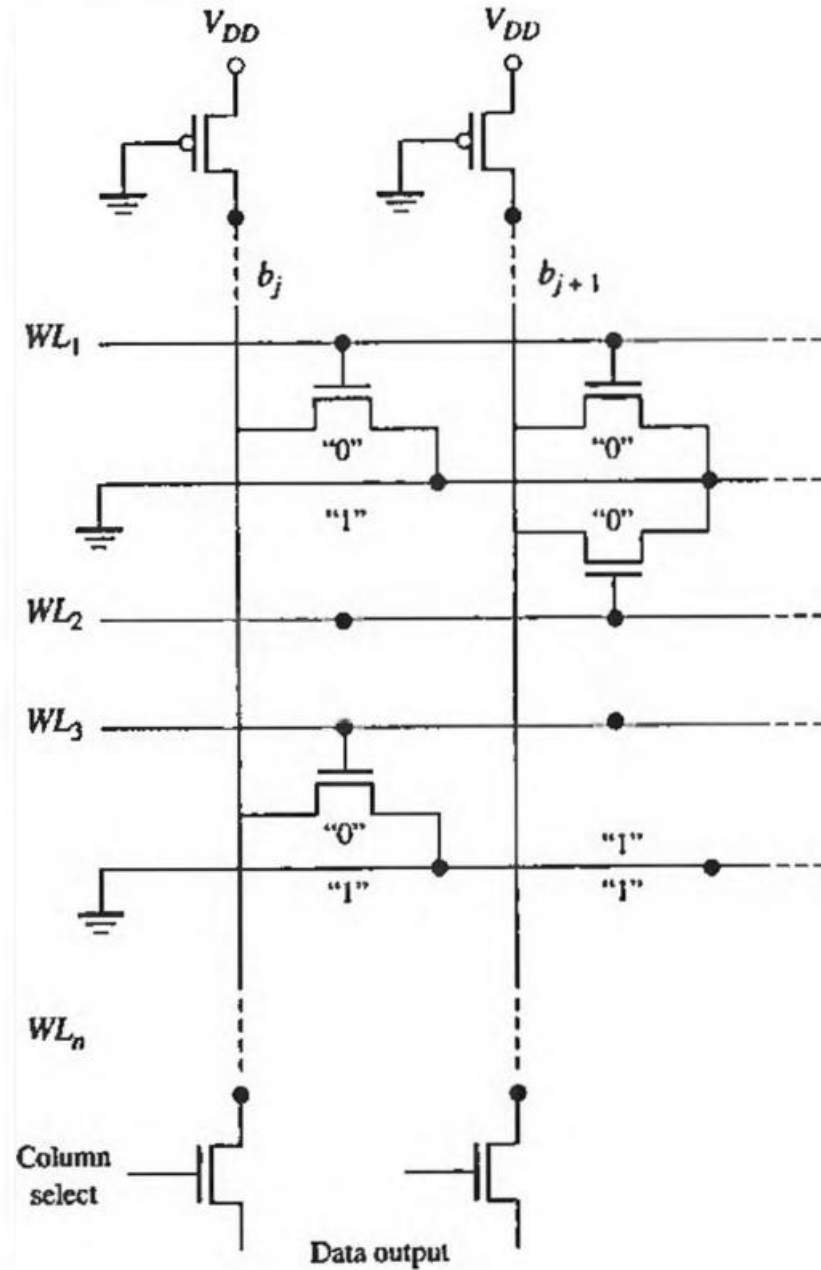 V_DD V_DD
b_j b_{j+1}
WL_1
“0” “0”
“1” “0”
WL_2
WL_3
“0” “1”
“1” “1”
WL_n
Column
select
Data output